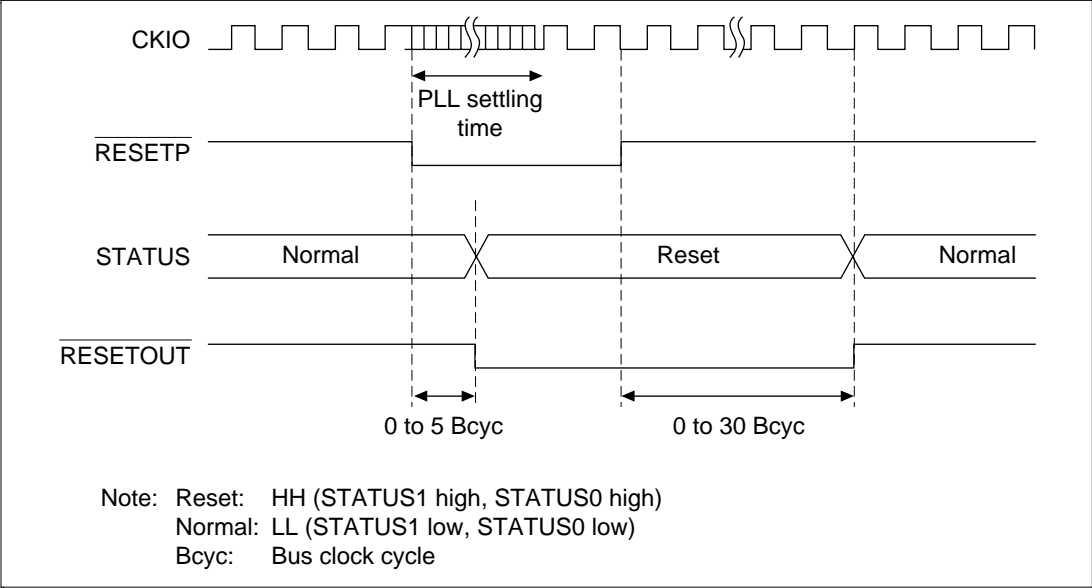 CKIO
PLL settling
time
RESETP
STATUS Normal Reset Normal
RESETOUT
0 to 5 Bcyc 0 to 30 Bcyc
Note: Reset: HH (STATUS1 high, STATUS0 high)
Normal: LL (STATUS1 low, STATUS0 low)
Bcyc: Bus clock cycle